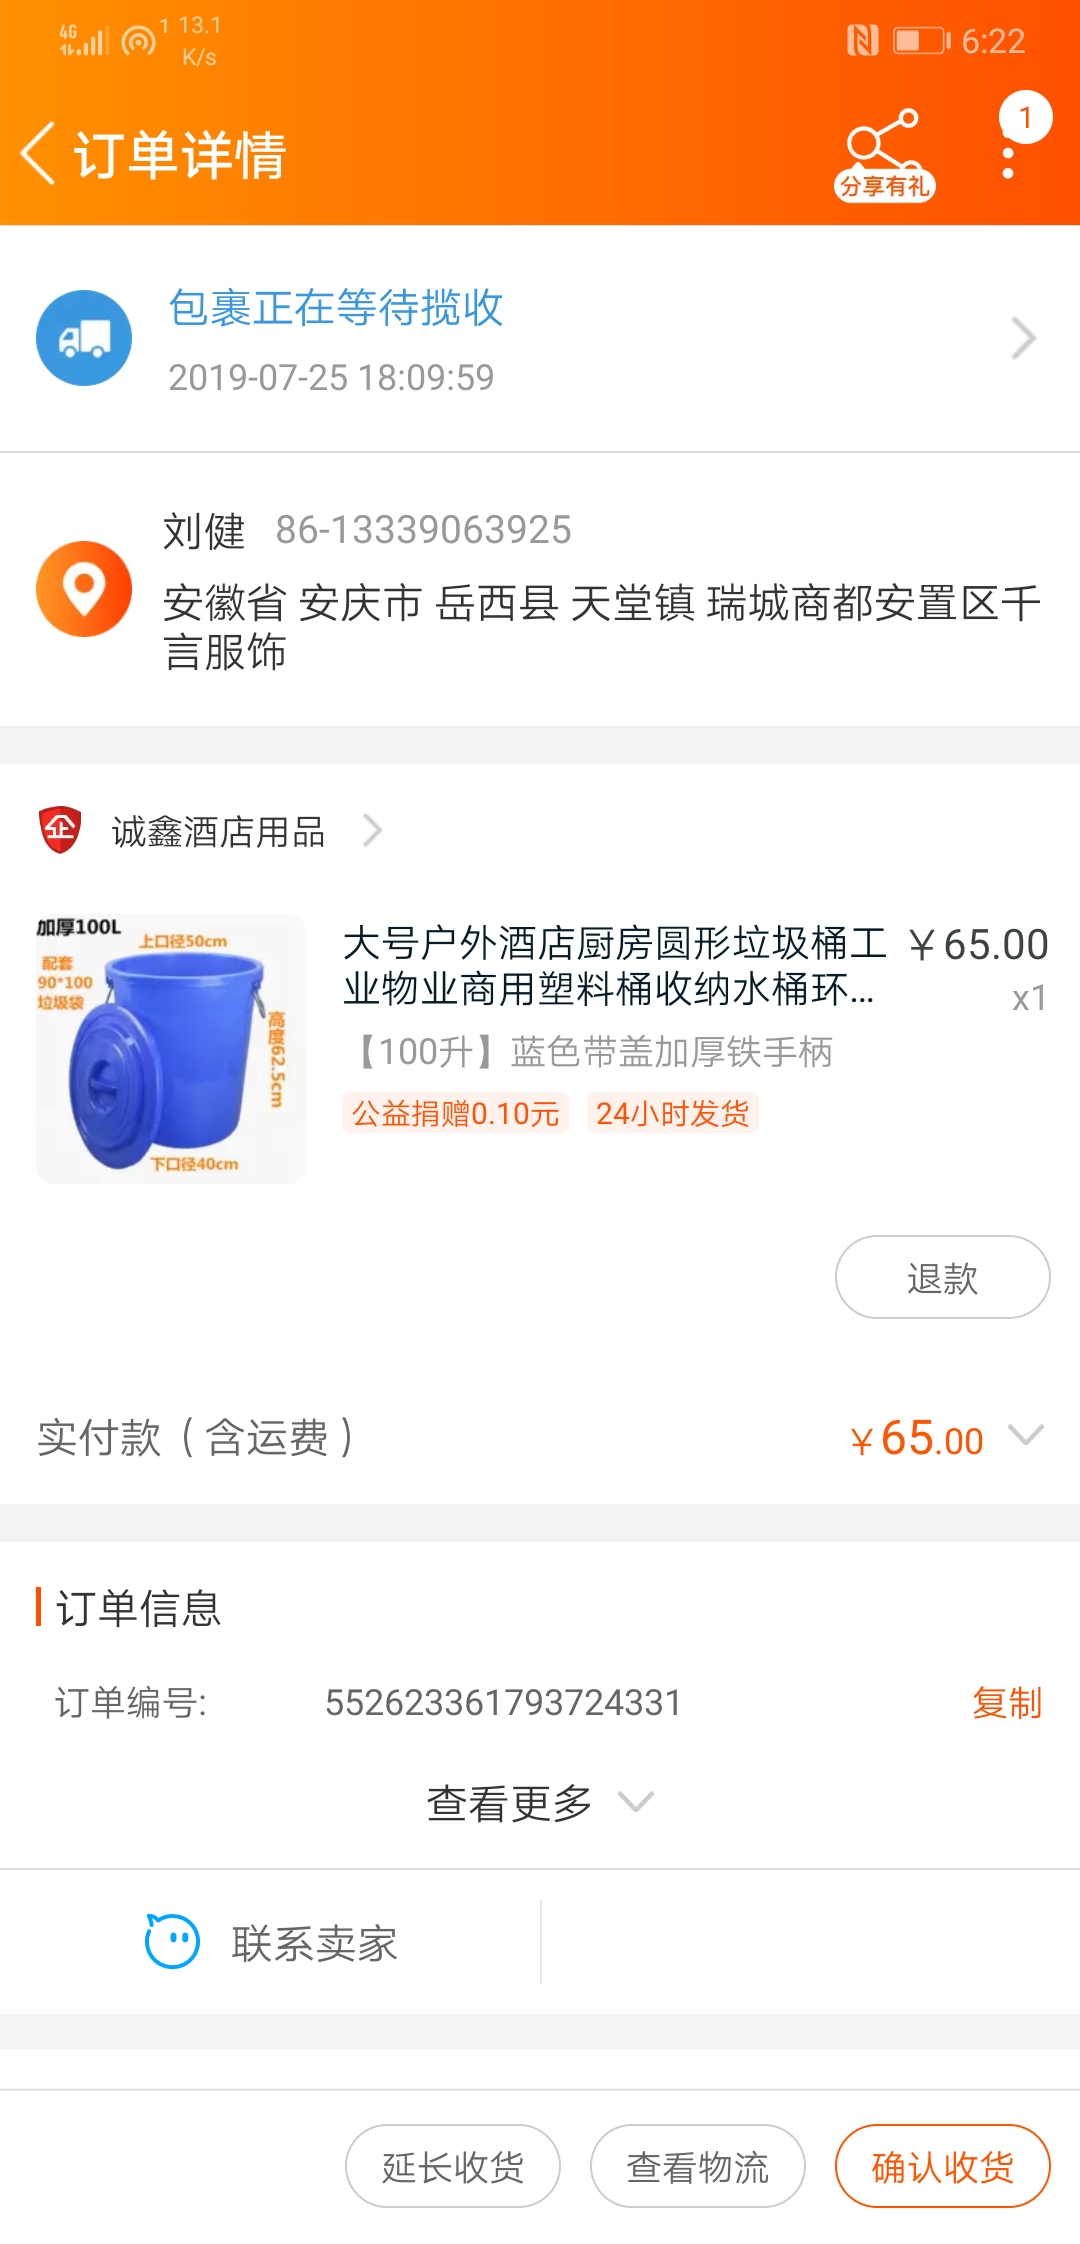 4G
1 13.1
K/s
6:22
订单详情
分享有礼
1
包裹正在等待揽收
2019-07-25 18:09:59
刘健 86-13339063925
安徽省 安庆市 岳西县 天堂镇 瑞城商都安置区千
言服饰
企
诚鑫酒店用品
加厚100L
上口径50cm
配套
90*100
垃圾袋
高度62.5cm
下口径40cm
大号户外酒店厨房圆形垃圾桶工 ￥65.00
业物业商用塑料桶收纳水桶环... x1
【100升】蓝色带盖加厚铁手柄
公益捐赠0.10元 24小时发货
退款
实付款（含运费） ￥65.00
订单信息
订单编号: 552623361793724331 复制
查看更多
联系卖家
延长收货 查看物流 确认收货